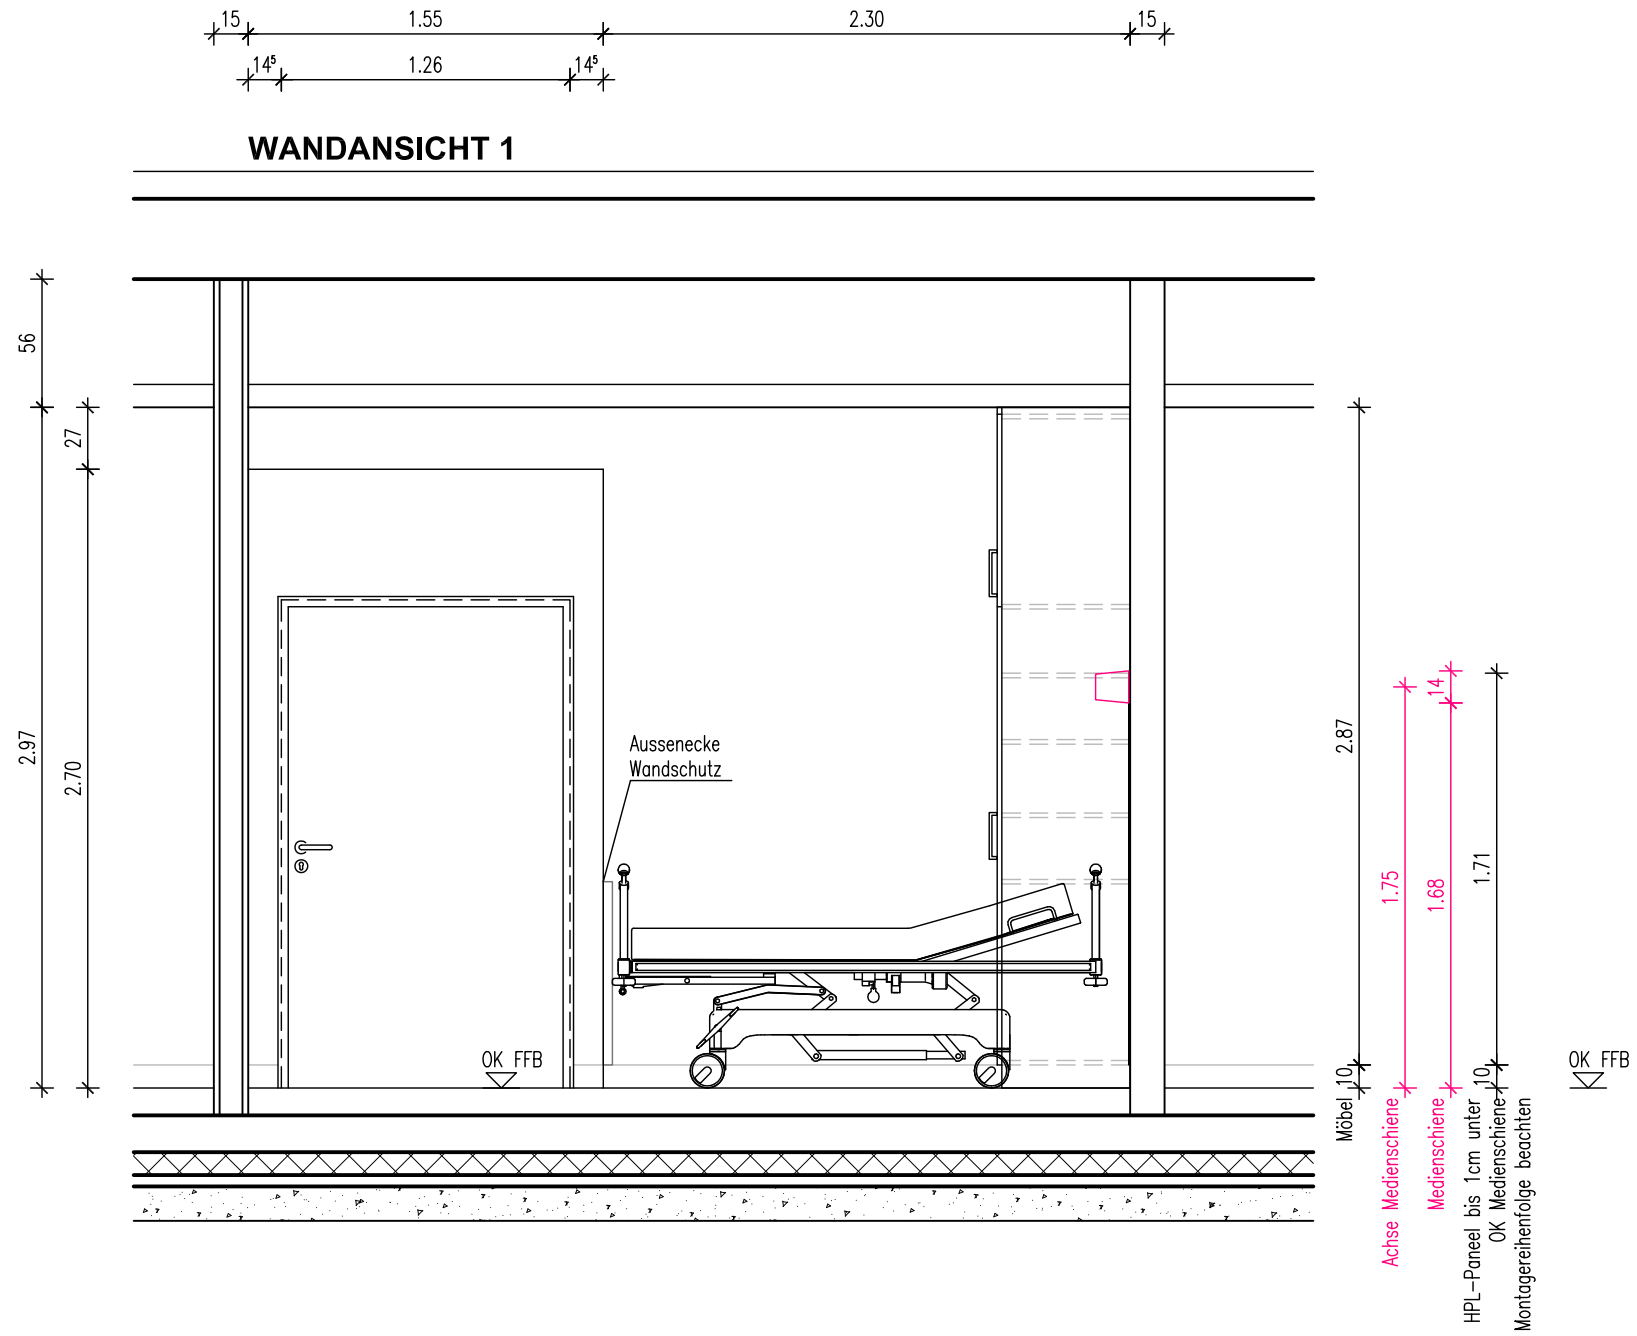 15 1.55 2.30 15
14⁵ 1.26 14⁵
WANDANSICHT 1
56
27
2.97
2.70
Aussenecke
Wandschutz
OK FFB
2.87
10
Möbel
1.75
Achse Medienschiene
14
1.68
Medienschiene
1.71
10
HPL-Paneel bis 1cm unter
OK Medienschiene
Montagereihenfolge beachten
OK FFB